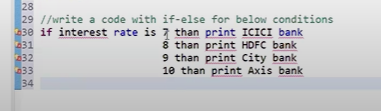 28
29 //write a code with if-else for below conditions
30 if interest rate is 7 than print ICICI bank
31 8 than print HDFC bank
32 9 than print City bank
33 10 than print Axis bank
34